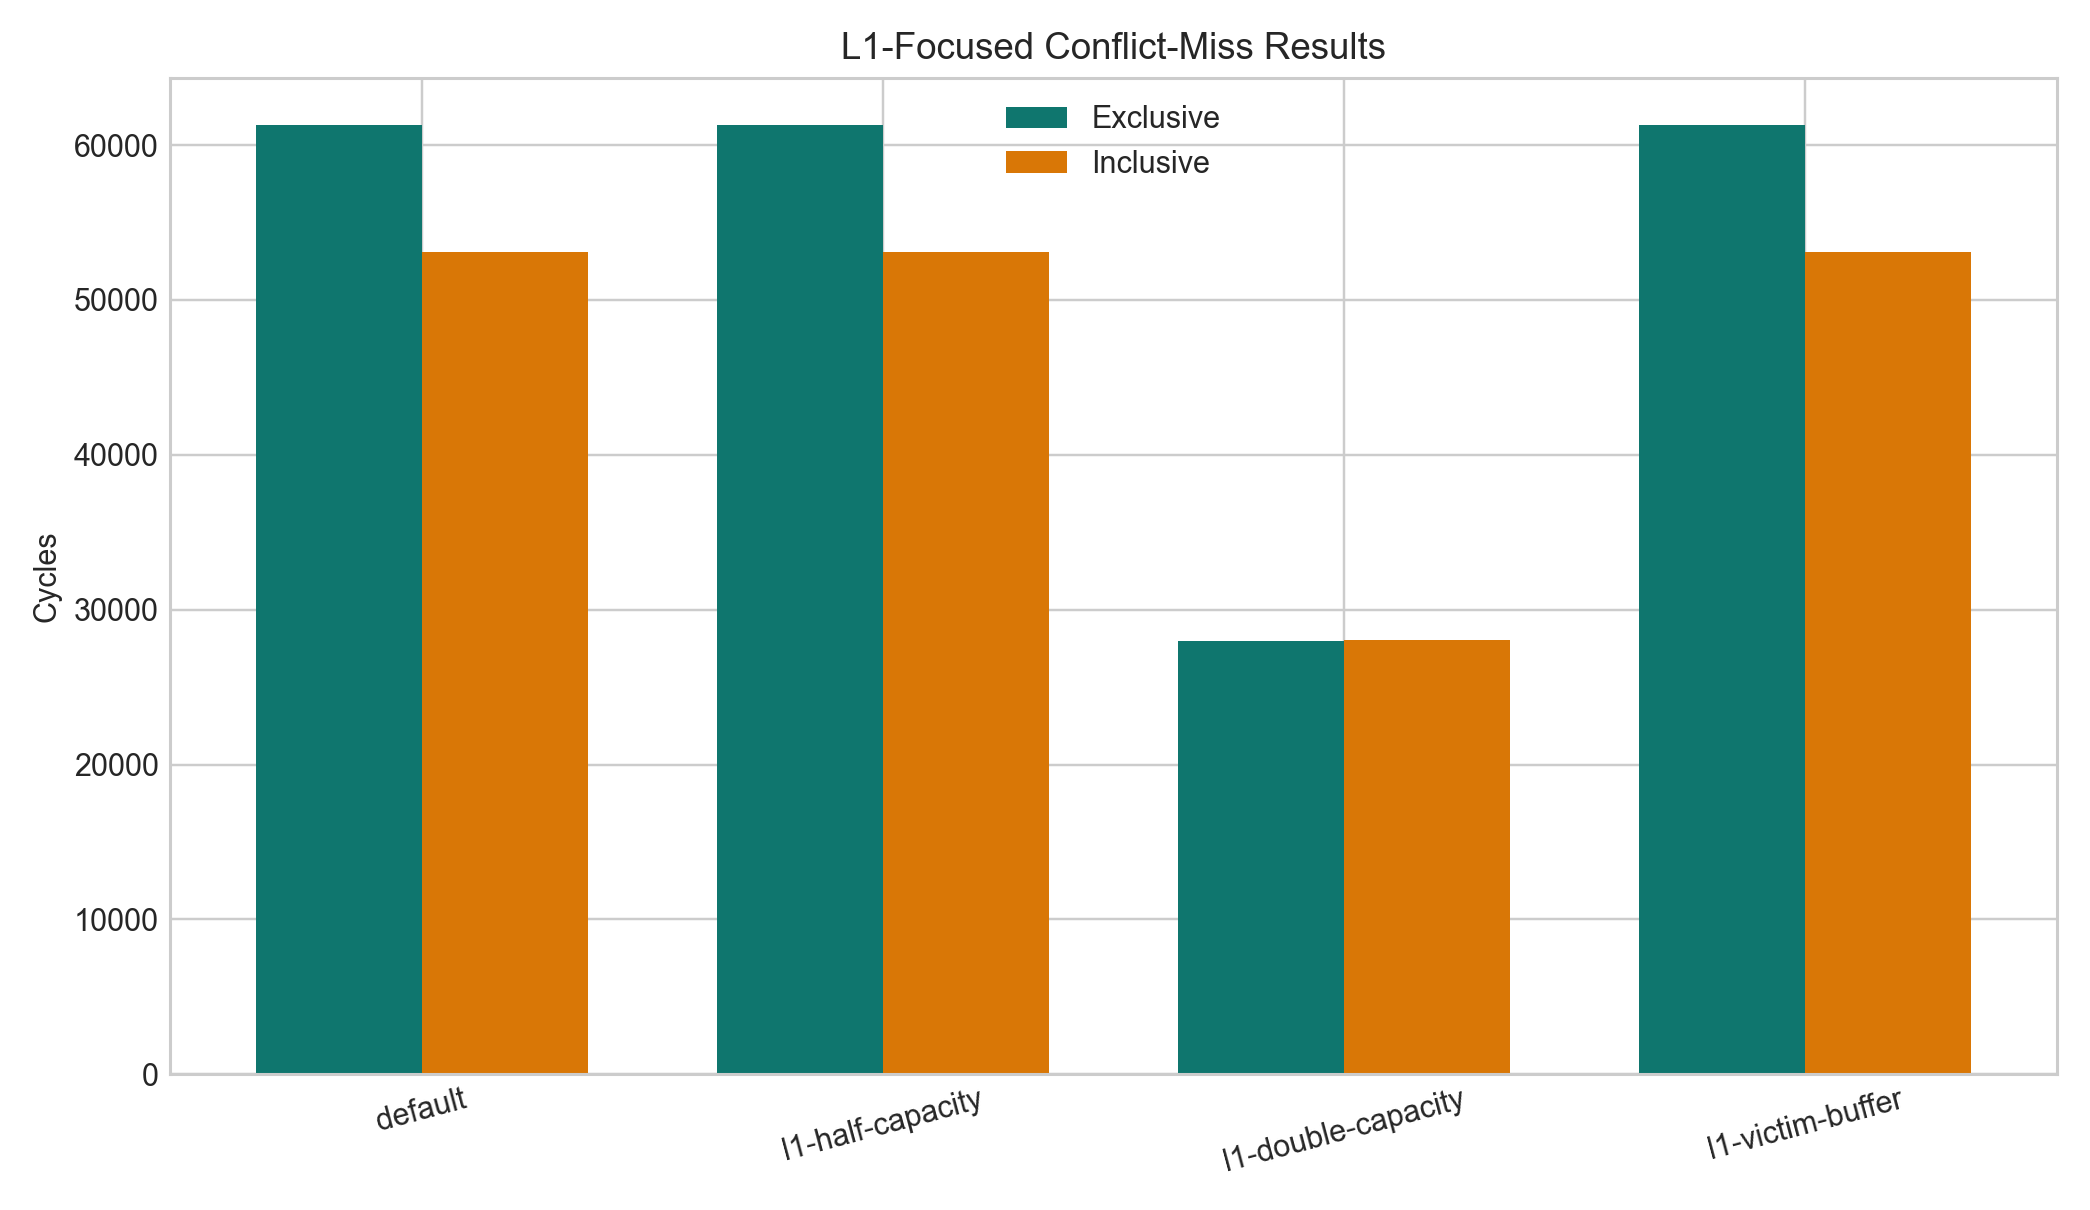 L1-Focused Conflict-Miss Results
Exclusive
Inclusive
Cycles
60000
50000
40000
30000
20000
10000
0
default
l1-half-capacity
l1-double-capacity
l1-victim-buffer